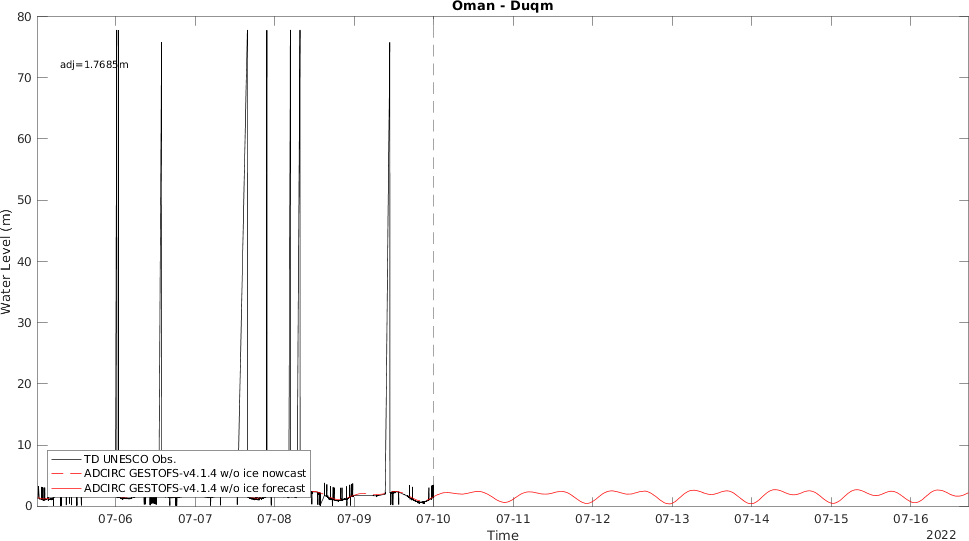 Oman - Duqm
80
adj=1.7685m
70
60
50
40
30
20
10
0
Water Level (m)
TD UNESCO Obs.
ADCIRC GESTOFS-v4.1.4 w/o ice nowcast
ADCIRC GESTOFS-v4.1.4 w/o ice forecast
07-06 07-07 07-08 07-09 07-10 07-11 07-12 07-13 07-14 07-15 07-16
Time
2022